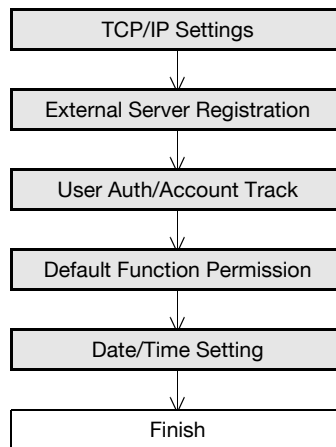 TCP/IP Settings
External Server Registration
User Auth/Account Track
Default Function Permission
Date/Time Setting
Finish